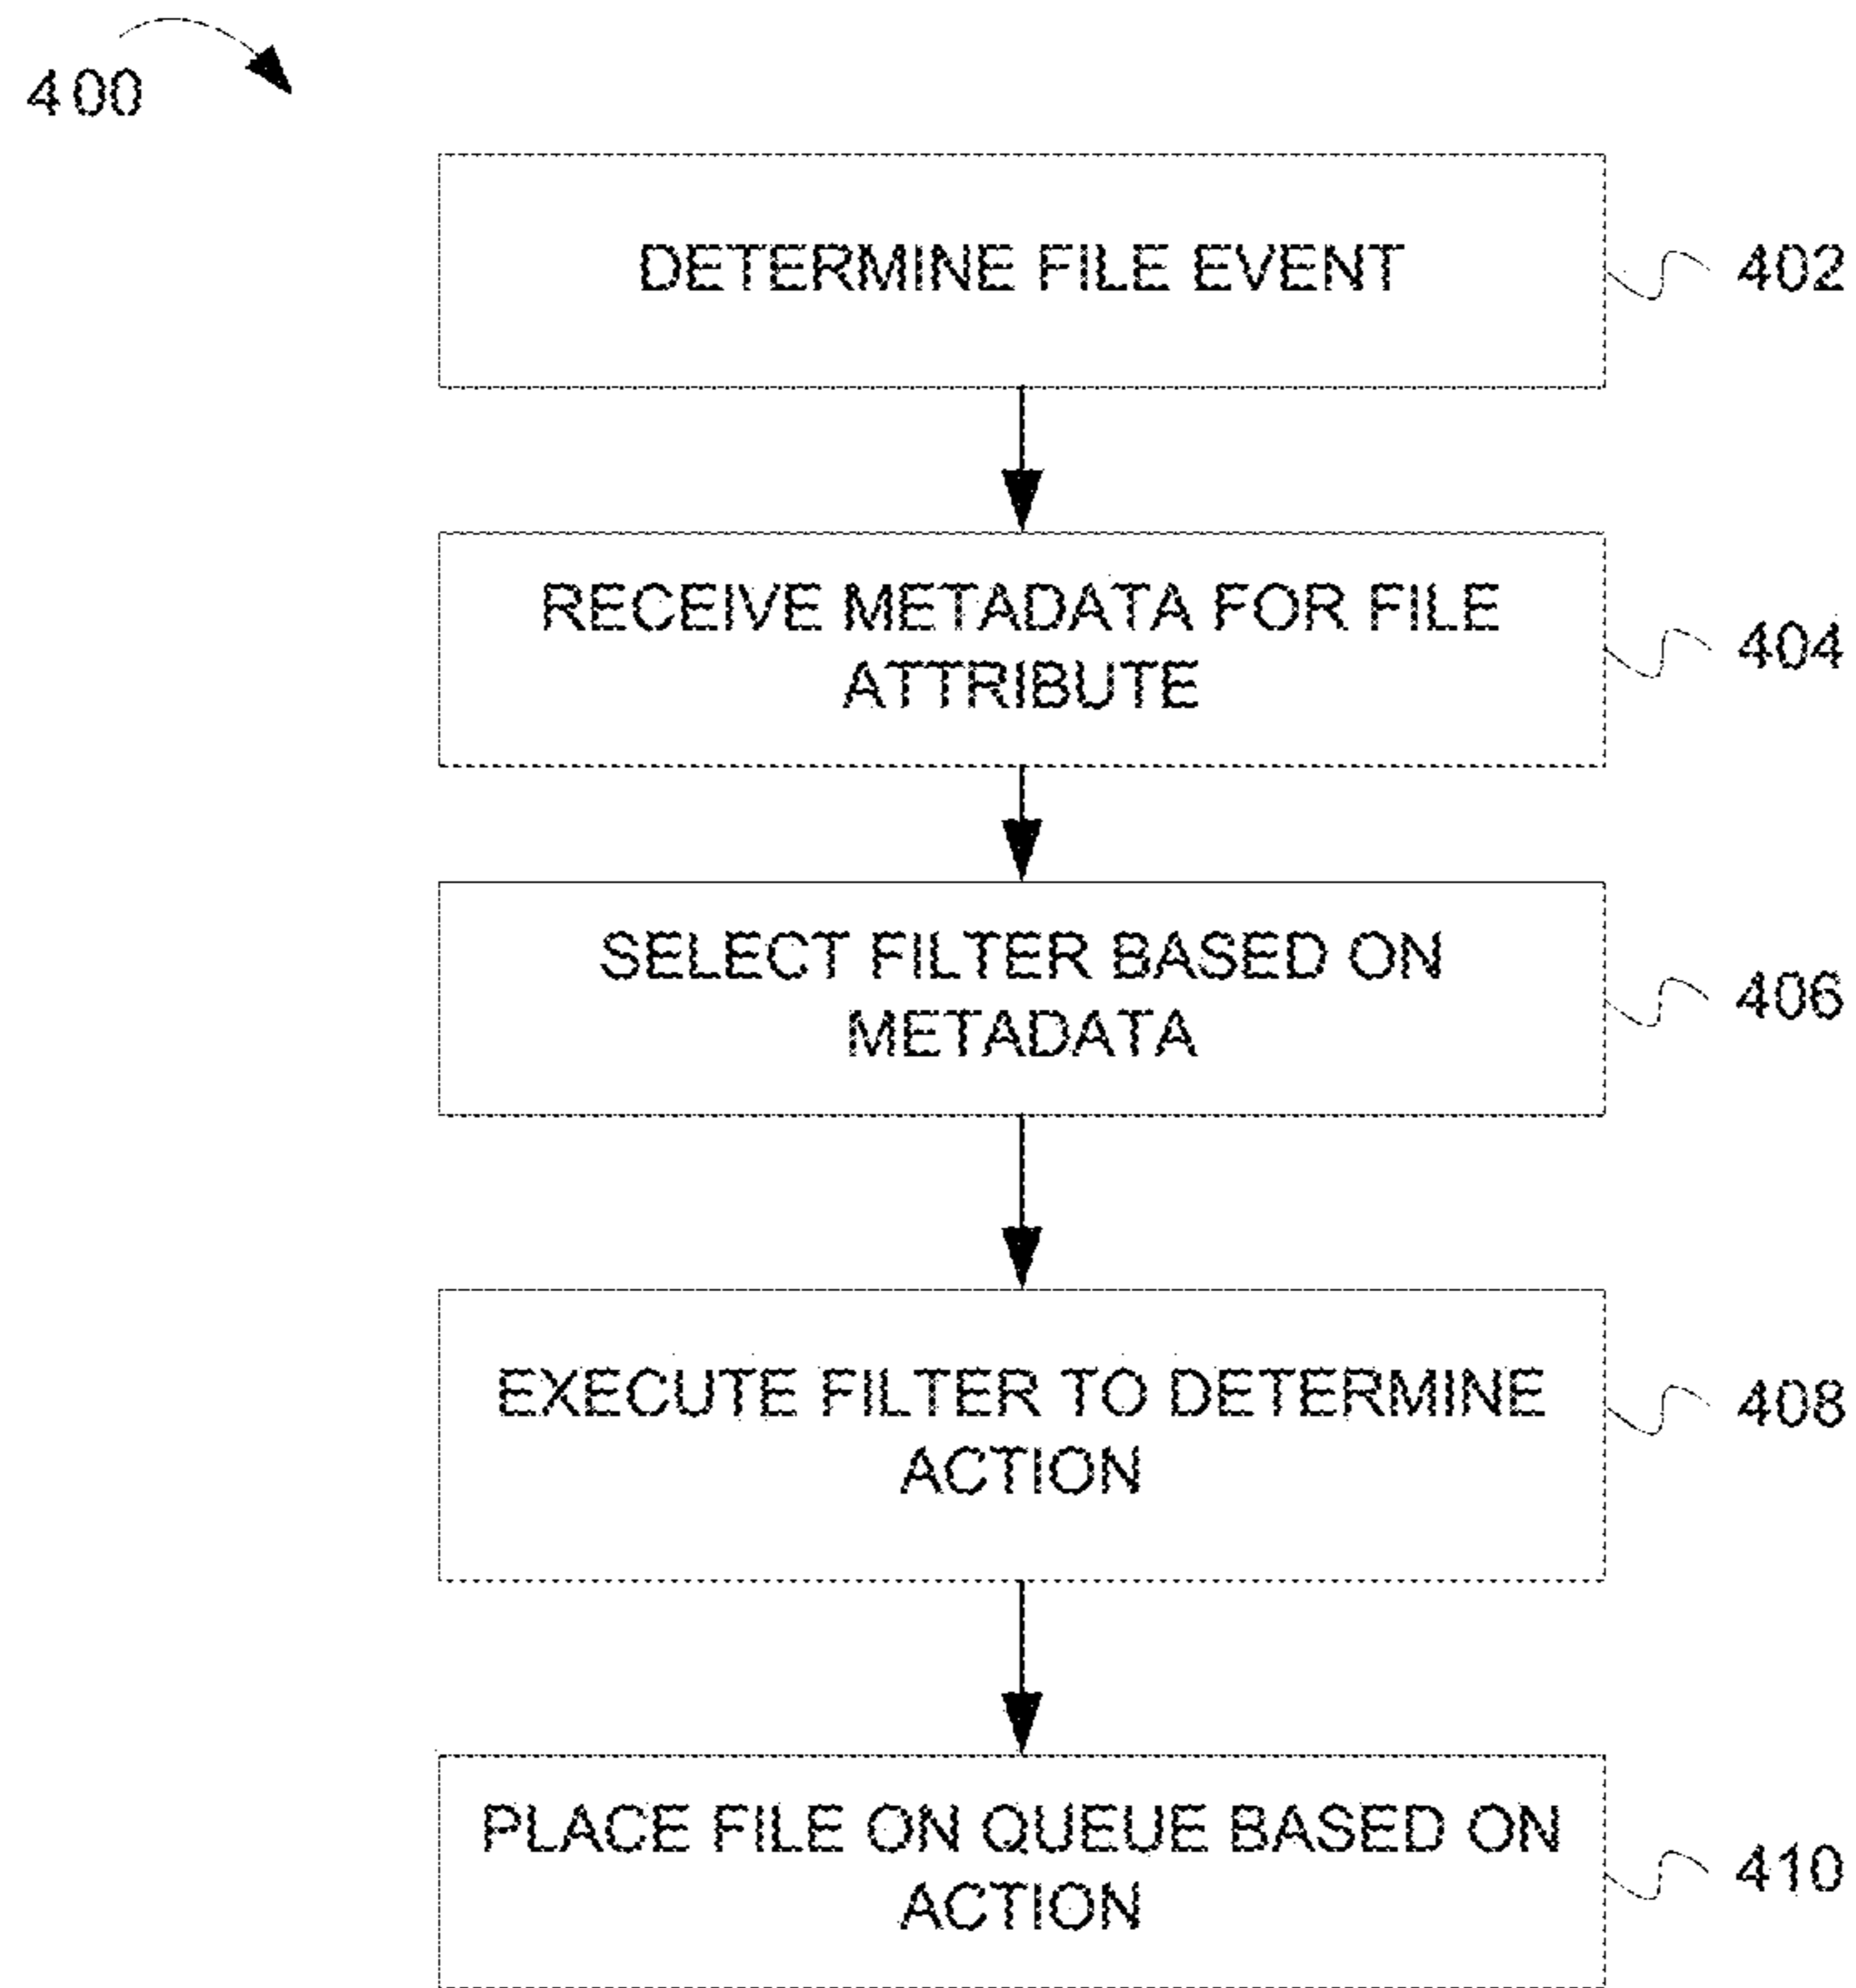 400
DETERMINE FILE EVENT
402
RECEIVE METADATA FOR FILE
ATTRIBUTE
404
SELECT FILTER BASED ON
METADATA
406
EXECUTE FILTER TO DETERMINE
ACTION
408
PLACE FILE ON QUEUE BASED ON
ACTION
410